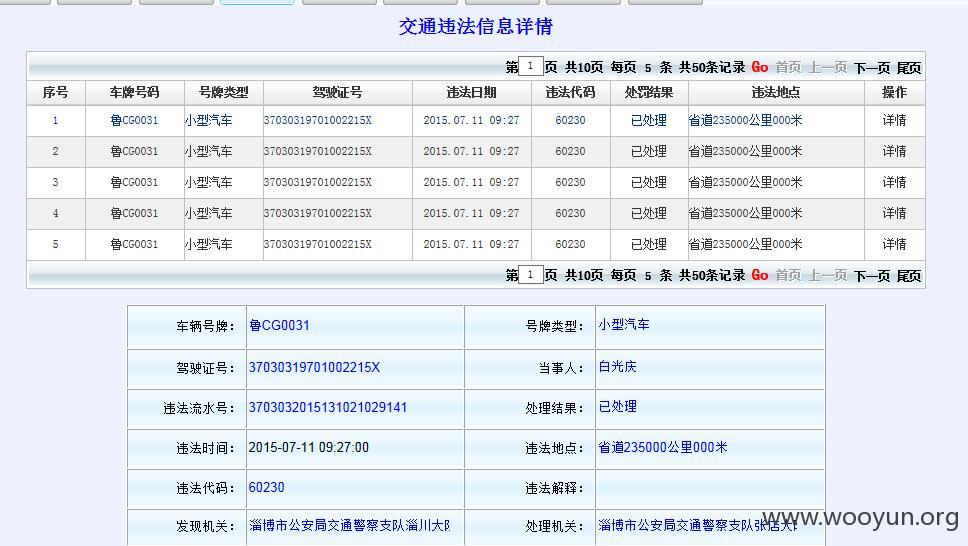 交通违法信息详情
第 1 页 共10页 每页 5 条 共50条记录 Go 首页 上一页 下一页 尾页
序号 车牌号码 号牌类型 驾驶证号 违法日期 违法代码 处罚结果 违法地点 操作
1 鲁CG0031 小型汽车 37030319701002215X 2015.07.11 09:27 60230 已处理 省道235000公里000米 详情
2 鲁CG0031 小型汽车 37030319701002215X 2015.07.11 09:27 60230 已处理 省道235000公里000米 详情
3 鲁CG0031 小型汽车 37030319701002215X 2015.07.11 09:27 60230 已处理 省道235000公里000米 详情
4 鲁CG0031 小型汽车 37030319701002215X 2015.07.11 09:27 60230 已处理 省道235000公里000米 详情
5 鲁CG0031 小型汽车 37030319701002215X 2015.07.11 09:27 60230 已处理 省道235000公里000米 详情
第 1 页 共10页 每页 5 条 共50条记录 Go 首页 上一页 下一页 尾页
车辆号牌： 鲁CG0031 号牌类型： 小型汽车
驾驶证号： 37030319701002215X 当事人： 白光庆
违法流水号： 3703032015131021029141 处理结果： 已处理
违法时间： 2015-07-11 09:27:00 违法地点： 省道235000公里000米
违法代码： 60230 违法解释：
发现机关： 淄博市公安局交通警察支队淄川大 处理机关： 淄博市公安局交通警察支队张店大
www.wooyun.org